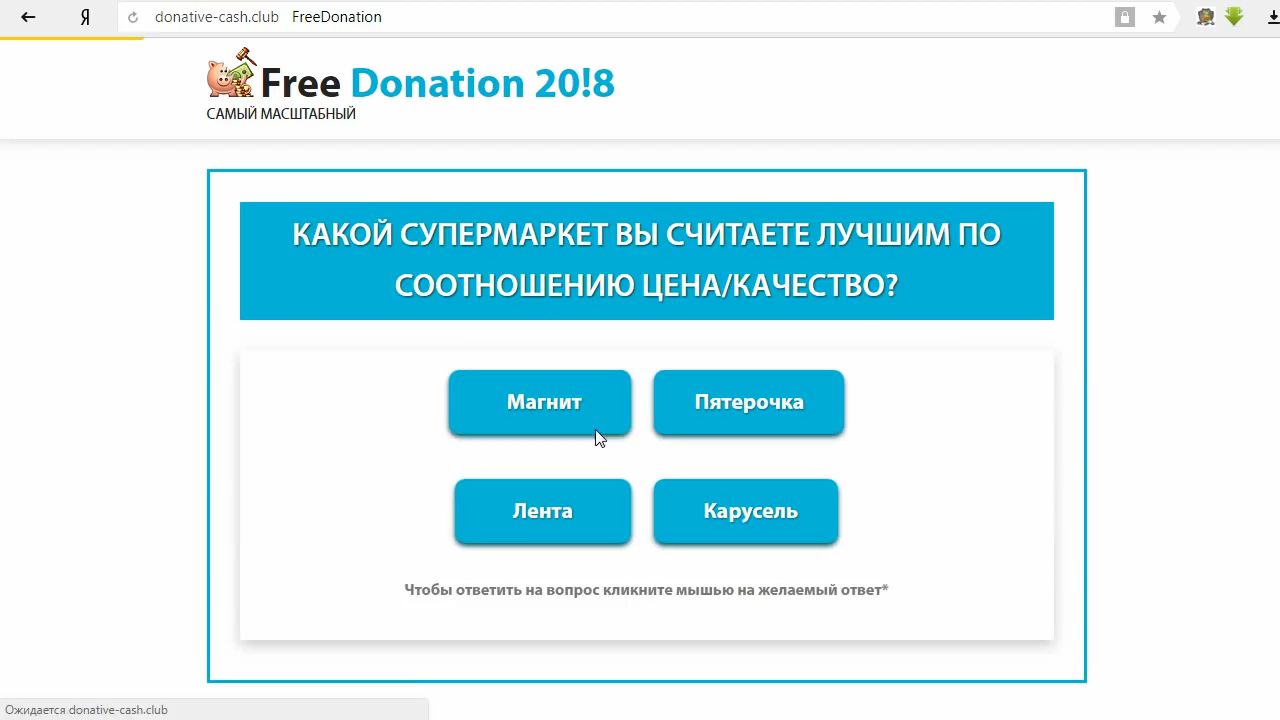 Я donative-cash.club FreeDonation
Free Donation 20!8
САМЫЙ МАСШТАБНЫЙ
КАКОЙ СУПЕРМАРКЕТ ВЫ СЧИТАЕТЕ ЛУЧШИМ ПО
СООТНОШЕНИЮ ЦЕНА/КАЧЕСТВО?
Магнит Пятерочка
Лента Карусель
Чтобы ответить на вопрос кликните мышью на желаемый ответ*
Ожидается donative-cash.club